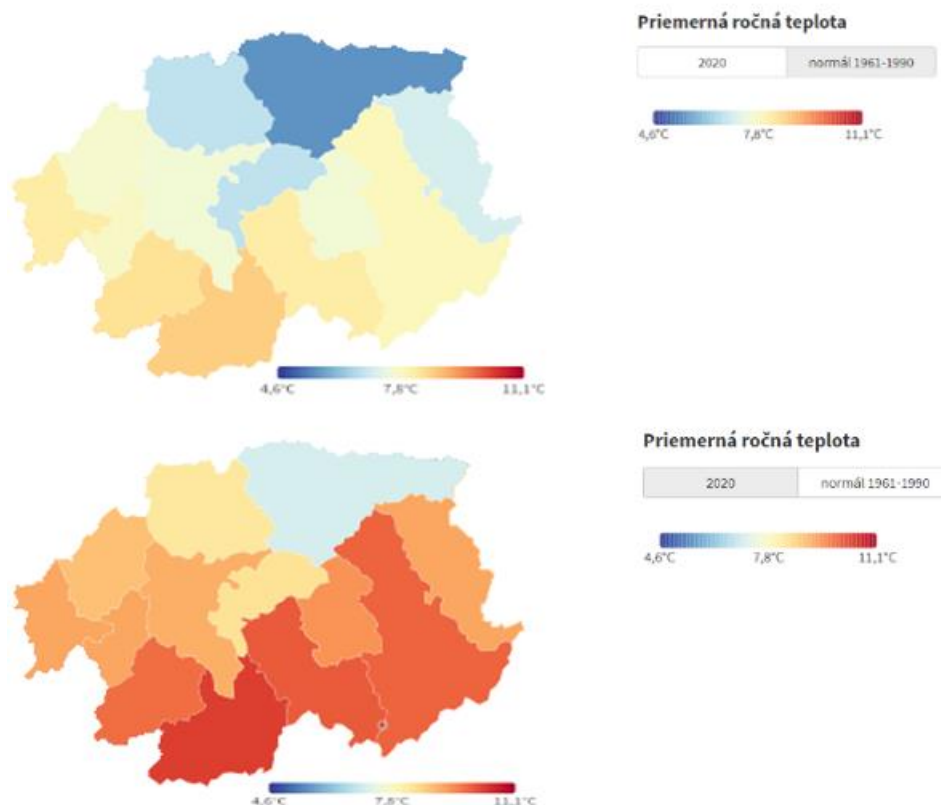 Priemerná ročná teplota
2020
normál 1961-1990
4,6°C
7,8°C
11,1°C
4,6°C
7,8°C
11,1°C
Priemerná ročná teplota
2020
normál 1961-1990
4,6°C
7,8°C
11,1°C
4,6°C
7,8°C
11,1°C